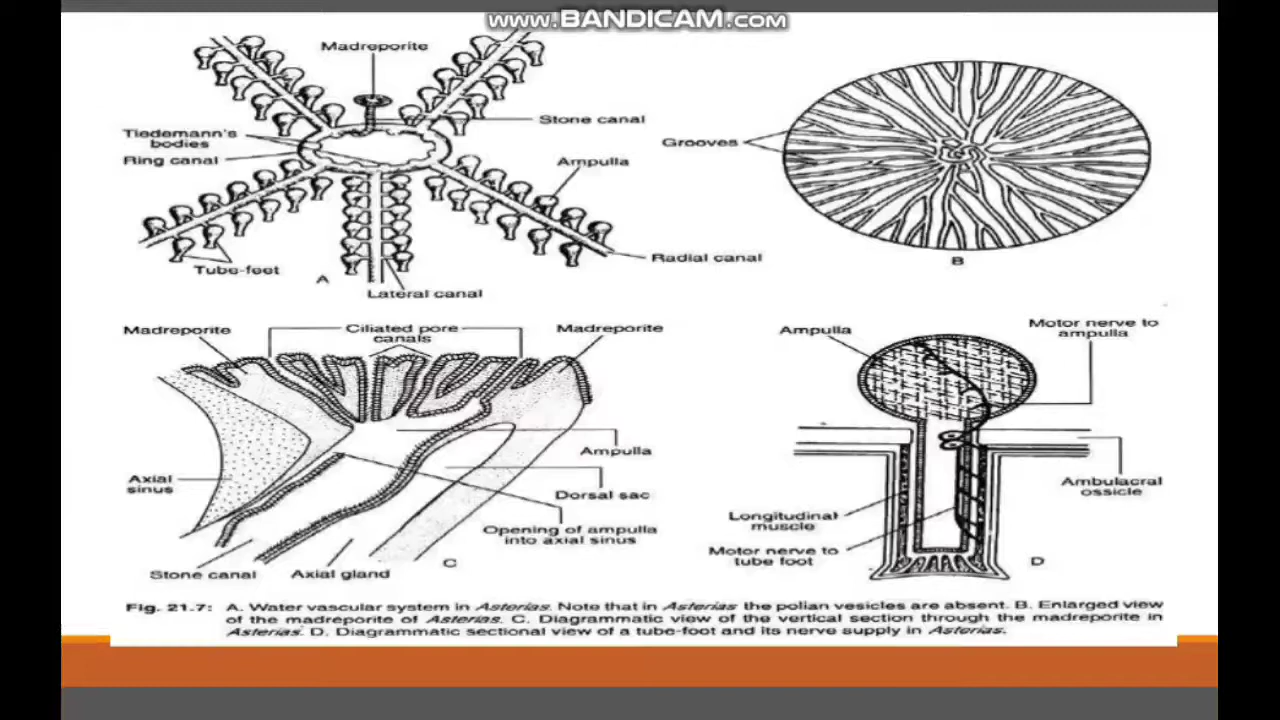 www.BANDICAM.com
Madreporite
Stone canal
Tiedemann's
bodies
Ring canal
Ampulla
Tube-feet
Radial canal
A
Lateral canal
Grooves
B
Madreporite
Ciliated pore
canals
Madreporite
Axial
sinus
Ampulla
Dorsal sac
Opening of ampulla
into axial sinus
Stone canal
Axial gland
C
Ampulla
Motor nerve to
ampulla
Ambulacral
ossicle
Longitudinal
muscle
Motor nerve to
tube foot
D
Fig. 21.7: A. Water vascular system in Asterias. Note that in Asterias the polian vesicles are absent. B. Enlarged view
of the madreporite of Asterias. C. Diagrammatic view of the vertical section through the madreporite in
Asterias. D. Diagrammatic sectional view of a tube-foot and its nerve supply in Asterias.